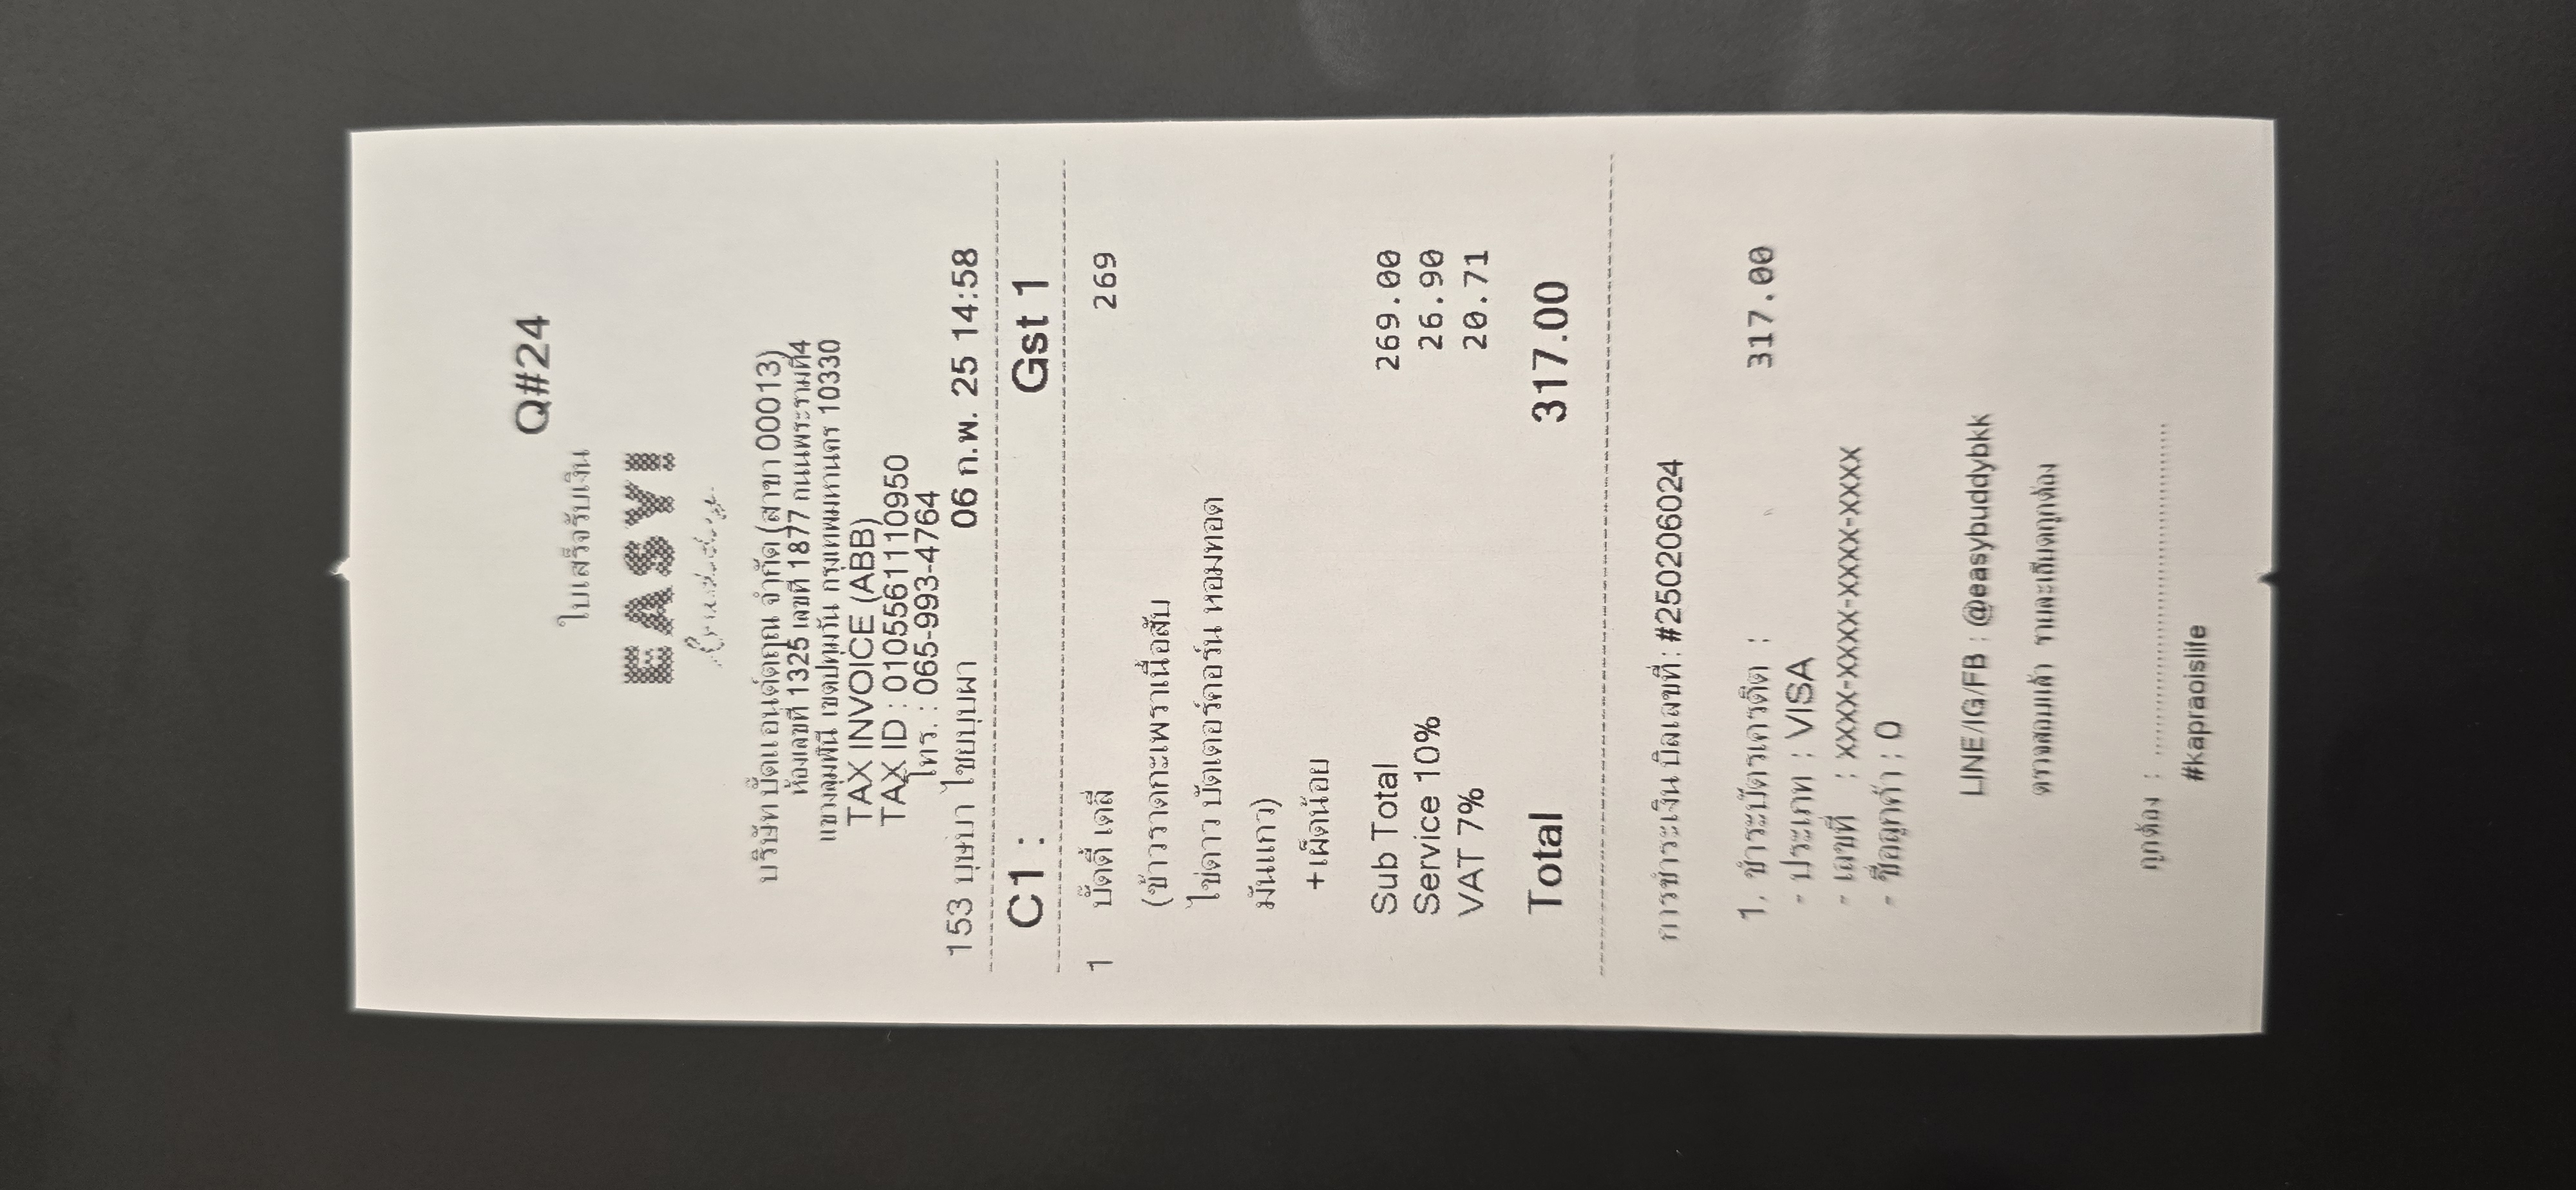 Q#24
ใบเสร็จรับเงิน
EASY!
buddy
บริษัท บั๊ดแอนด์ตฤณ จำกัด (สาขา 00013)
ห้องเลขที่ 1325 เลขที่ 1877 ถนนพระรามที่4
แขวงลุมพินี เขตปทุมวัน กรุงเทพมหานคร 10330
TAX INVOICE (ABB)
TAX ID : 0105561110950
โทร. : 065-993-4764
153 บุษบา ไชยบุบผา 06 ก.พ. 25 14:58
C1 : Gst 1
1 บั๊ดดี้ เดลี่ 269
(ข้าวราดกะเพราเนื้อสับ
ไข่ดาว บัตเตอร์คอร์น หอมทอด
มันแกว)
+เผ็ดน้อย
Sub Total 269.00
Service 10% 26.90
VAT 7% 20.71
Total 317.00
การชำระเงิน บิลเลขที่ : #250206024
1. ชำระบัตรเครดิต : 317.00
- ประเภท : VISA
- เลขที่ : xxxx-xxxx-xxxx-xxxx
- ชื่อลูกค้า : 0
LINE/IG/FB : @easybuddybkk
ตรวจสอบแล้ว รายละเอียดถูกต้อง
ถูกต้อง : ..................................................
#kapraoislife